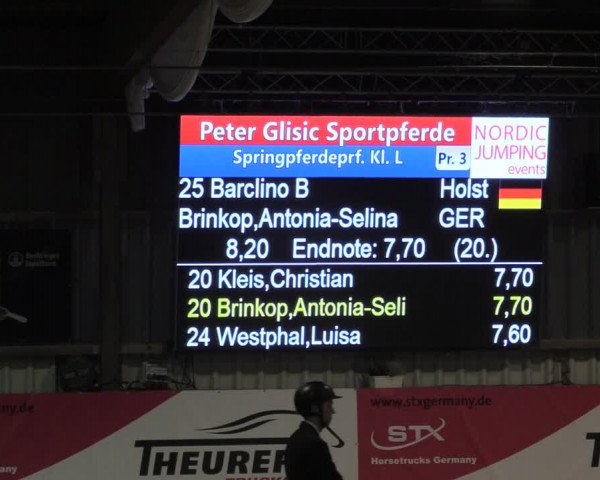 Peter Glisic Sportpferde
Springpferdeprf. Kl. L
Pr. 3
NORDIC
JUMPING
events
25 Barclino B
Holst
Brinkop,Antonia-Selina
GER
8,20 Endnote: 7,70 (20.)
20 Kleis,Christian 7,70
20 Brinkop,Antonia-Seli 7,70
24 Westphal,Luisa 7,60
www.stxgermany.de
THEURER
STX
Horsetrucks Germany